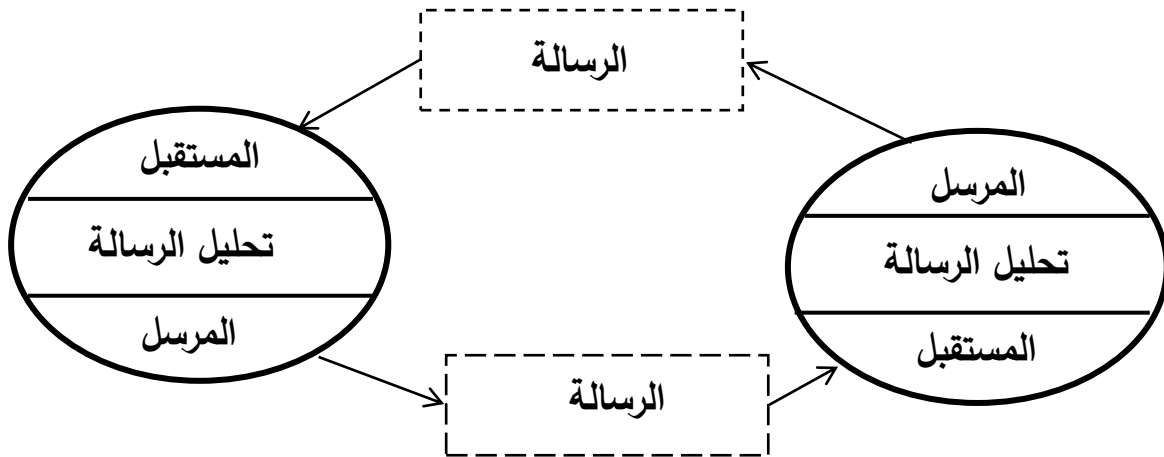 الرسالة
المرسل
تحليل الرسالة
المستقبل
المستقبل
تحليل الرسالة
المرسل
الرسالة